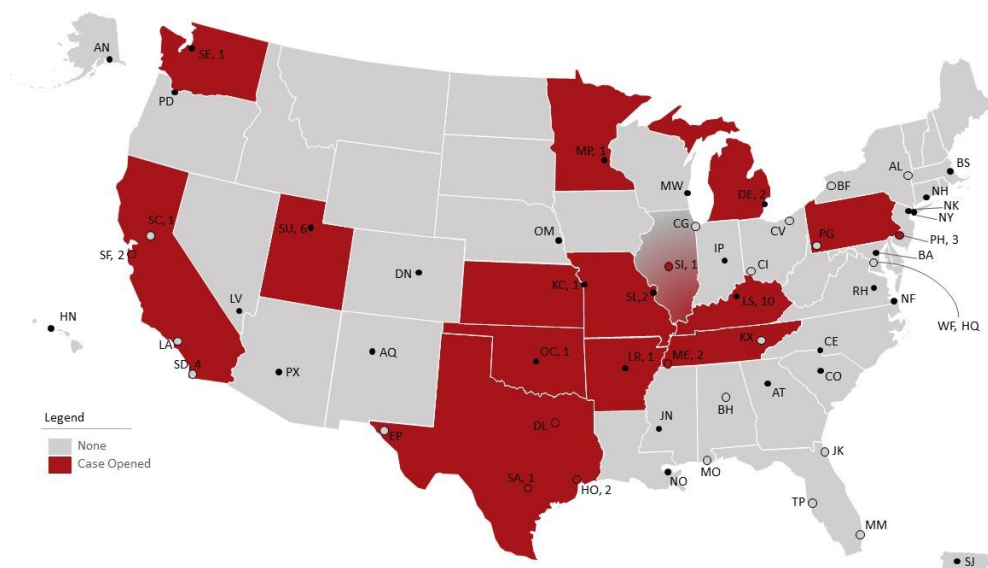 AN
SE, 1
PD
MP, 1
AL
BS
BF
MW
DE, 2
NH
NK
NY
SC, 1
SU, 6
OM
CG
CV
PG
PH, 3
SF, 2
DN
KC, 1
SI, 1
IP
CI
BA
SL,2
LS, 10
RH
NF
HN
LV
WF, HQ
LA
AQ
OC, 1
LR, 1
ME, 2
KX
CE
SD, 4
PX
CO
AT
BH
Legend
None
Case Opened
EP
DL
JN
JK
SA, 1
HO, 2
NO
MO
TP
MM
SJ